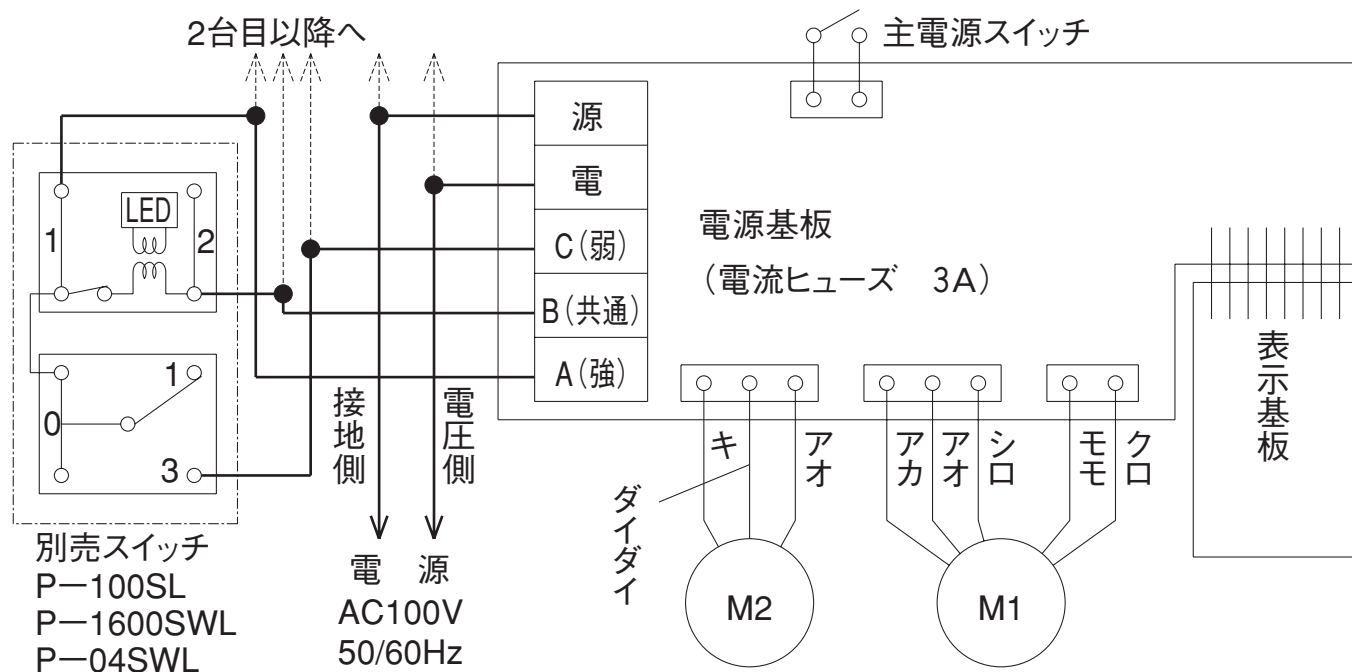 2台目以降へ
主電源スイッチ
源
電
C(弱)
B(共通)
A(強)
電源基板
(電流ヒューズ 3A)
LED
1
2
1
0
3
接地側
電圧側
キ
ダイダイ
アオ
アカ
アオ
シロ
モモ
クロ
表示基板
M2
M1
別売スイッチ
P-100SL
P-1600SWL
P-04SWL
電 源
AC100V
50/60Hz